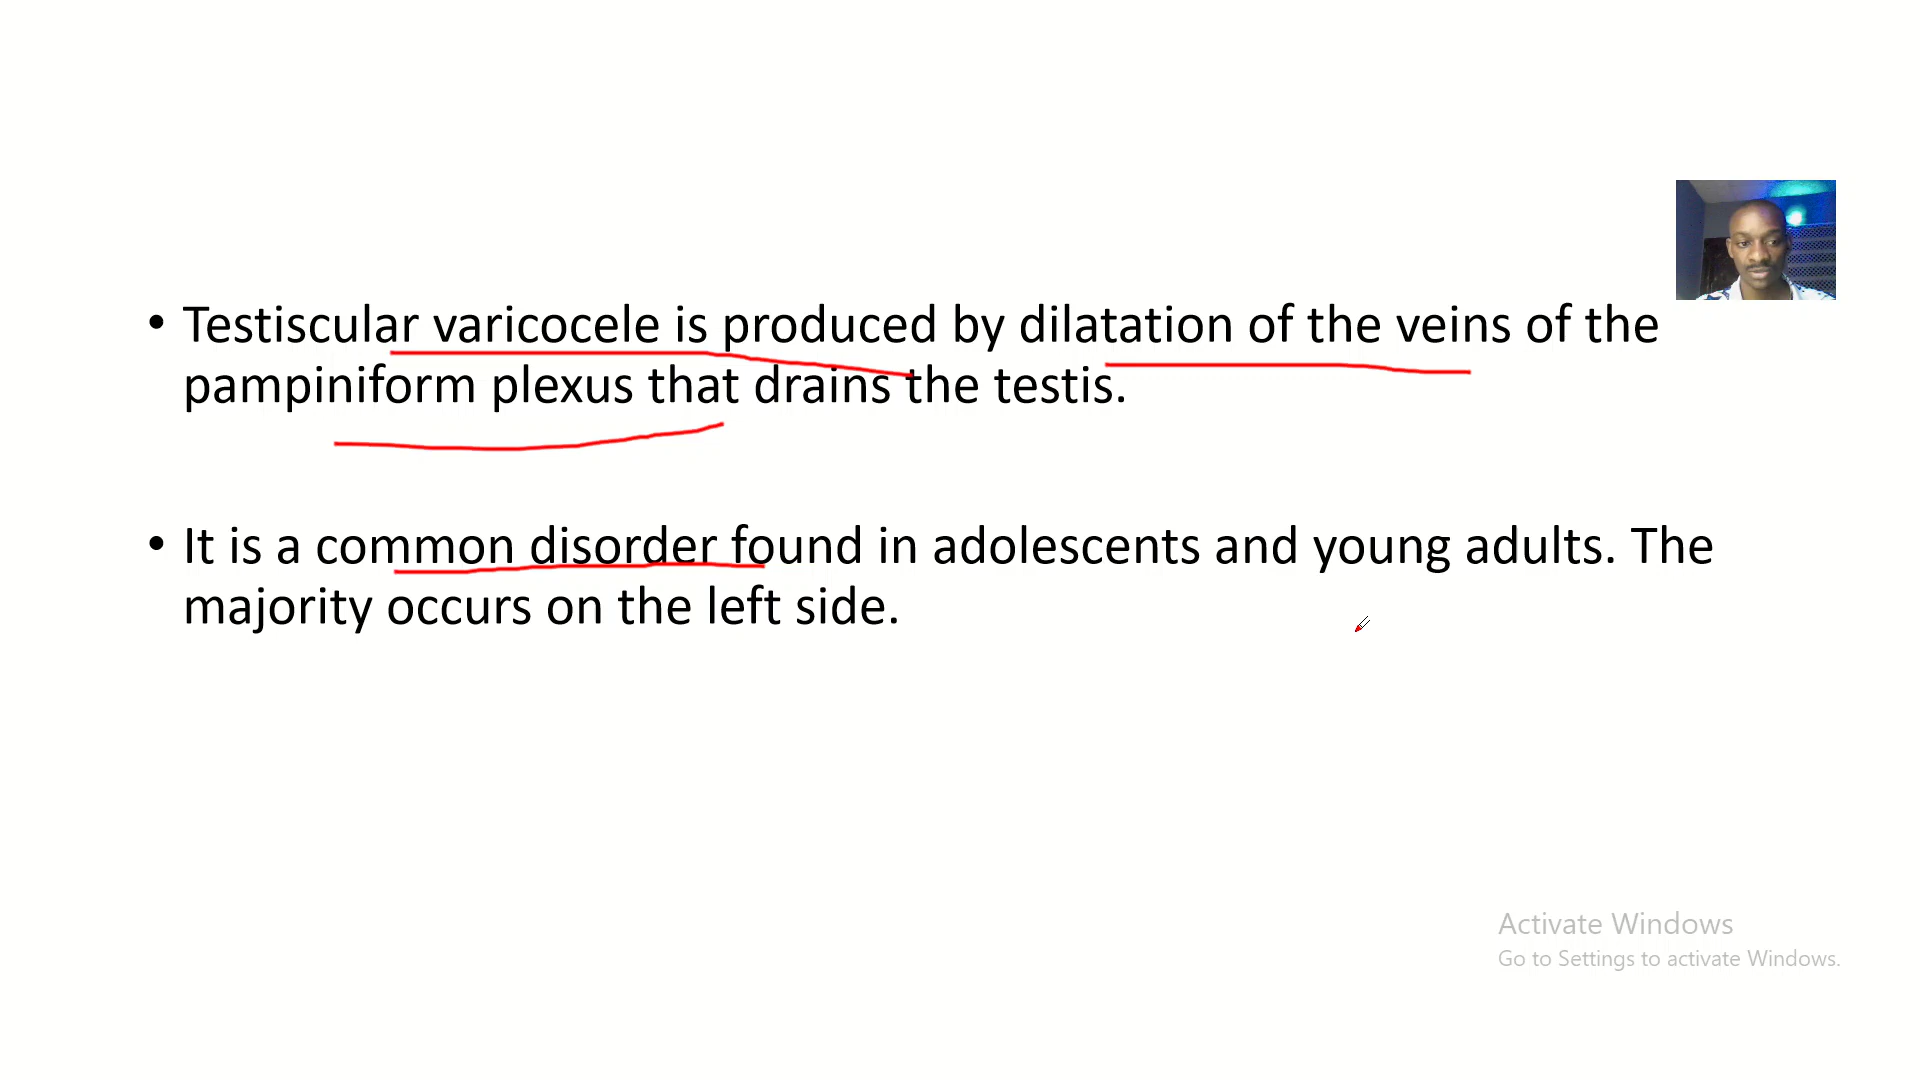 • Testiscular varicocele is produced by dilatation of the veins of the
pampiniform plexus that drains the testis.
• It is a common disorder found in adolescents and young adults. The
majority occurs on the left side.
Activate Windows
Go to Settings to activate Windows.